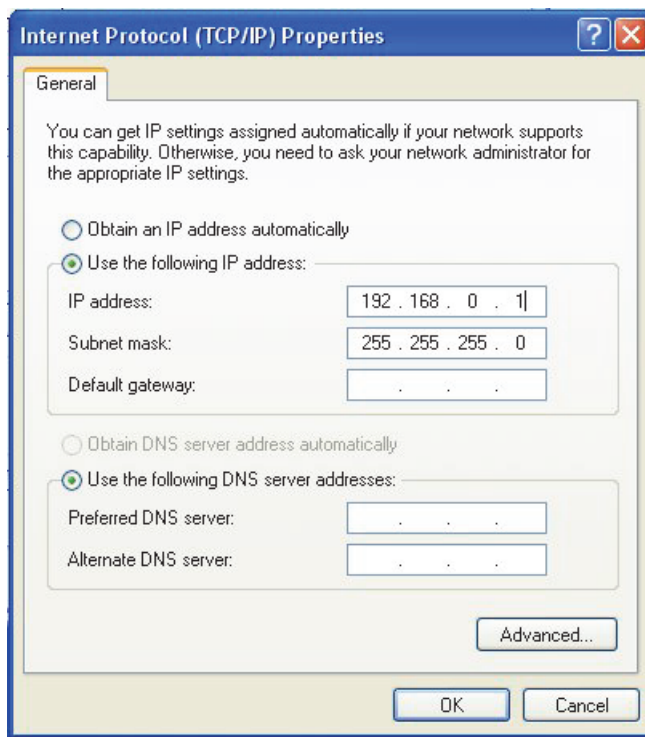 Internet Protocol (TCP/IP) Properties
General
You can get IP settings assigned automatically if your network supports
this capability. Otherwise, you need to ask your network administrator for
the appropriate IP settings.
Obtain an IP address automatically
Use the following IP address:
IP address: 192 . 168 . 0 . 1
Subnet mask: 255 . 255 . 255 . 0
Default gateway: . . .
Obtain DNS server address automatically
Use the following DNS server addresses:
Preferred DNS server: . . .
Alternate DNS server: . . .
Advanced...
OK Cancel